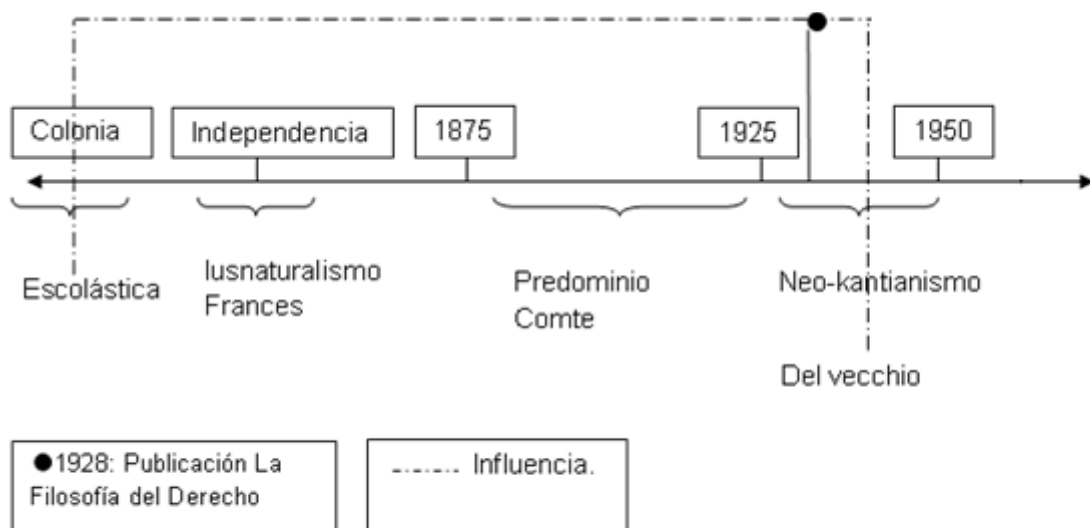 Colonia
Independencia
1875
1925
1950
Escolástica
Iusnaturalismo
Frances
Predominio
Comte
Neo-kantianismo
Del vecchio
●1928: Publicación La
Filosofía del Derecho
Influencia.